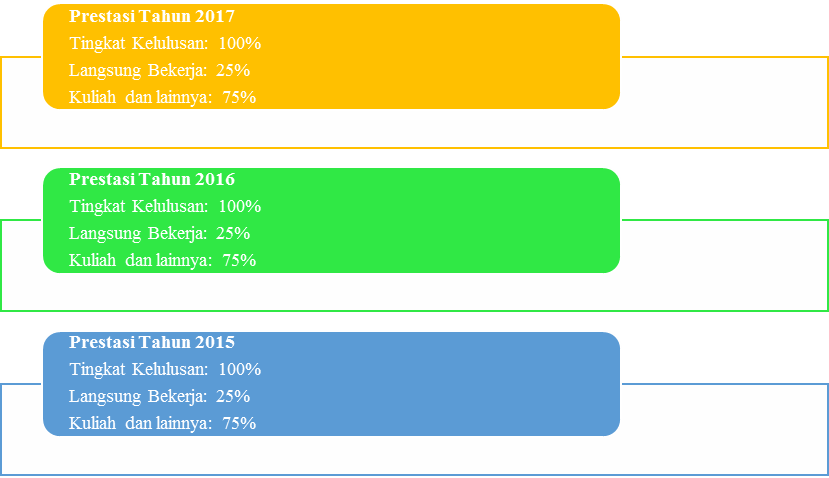 Prestasi Tahun 2017
Tingkat Kelulusan: 100%
Langsung Bekerja: 25%
Kuliah dan lainnya: 75%
Prestasi Tahun 2016
Tingkat Kelulusan: 100%
Langsung Bekerja: 25%
Kuliah dan lainnya: 75%
Prestasi Tahun 2015
Tingkat Kelulusan: 100%
Langsung Bekerja: 25%
Kuliah dan lainnya: 75%